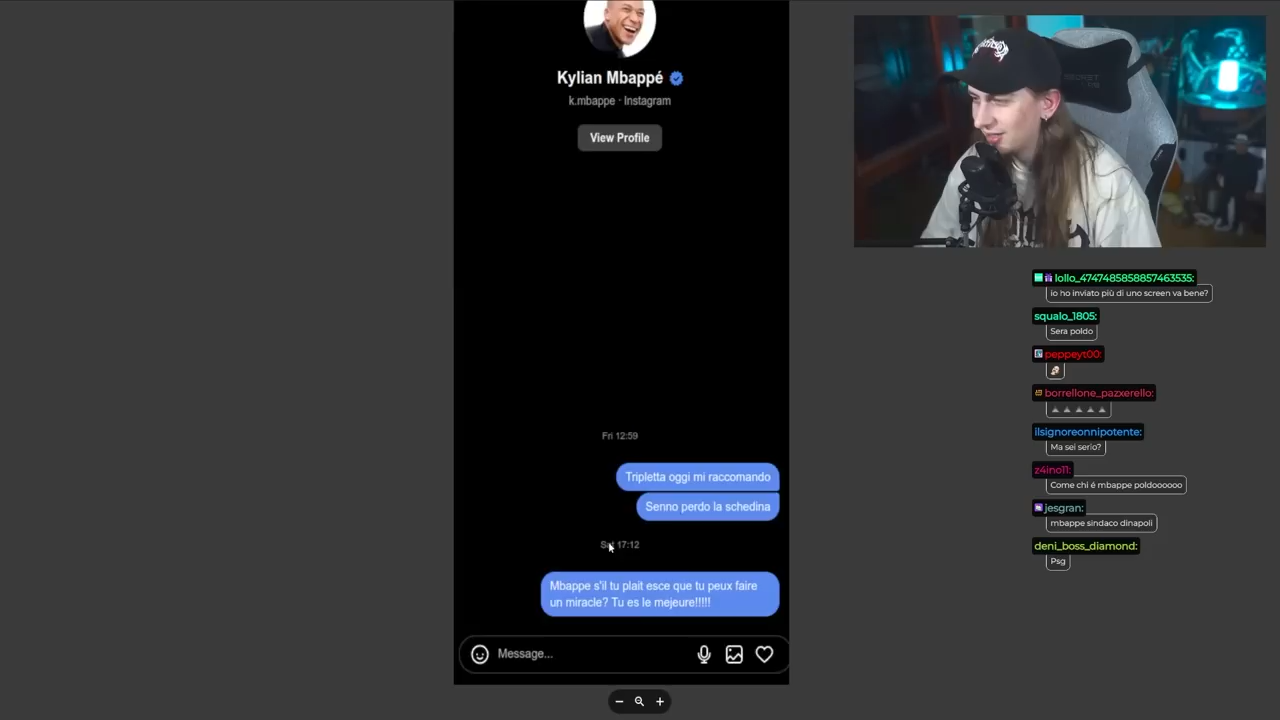 Kylian Mbappé
k.mbappe · Instagram
View Profile
Fri 12:59
Tripletta oggi mi raccomando
Senno perdo la schedina
Sat 17:12
Mbappe s'il tu plait esce que tu peux faire
un miracle? Tu es le mejeure!!!!!
Message...
lollo_4747485858857463535:
io ho inviato più di uno screen va bene?
squalo_1805:
Sera poldo
peppeyt00:
borrellone_pazxerello:
ilsignoreonnipotente:
Ma sei serio?
z4ino11:
Come chi é mbappe poldoooooo
jesgran:
mbappe sindaco dinapoli
deni_boss_diamond:
Psg